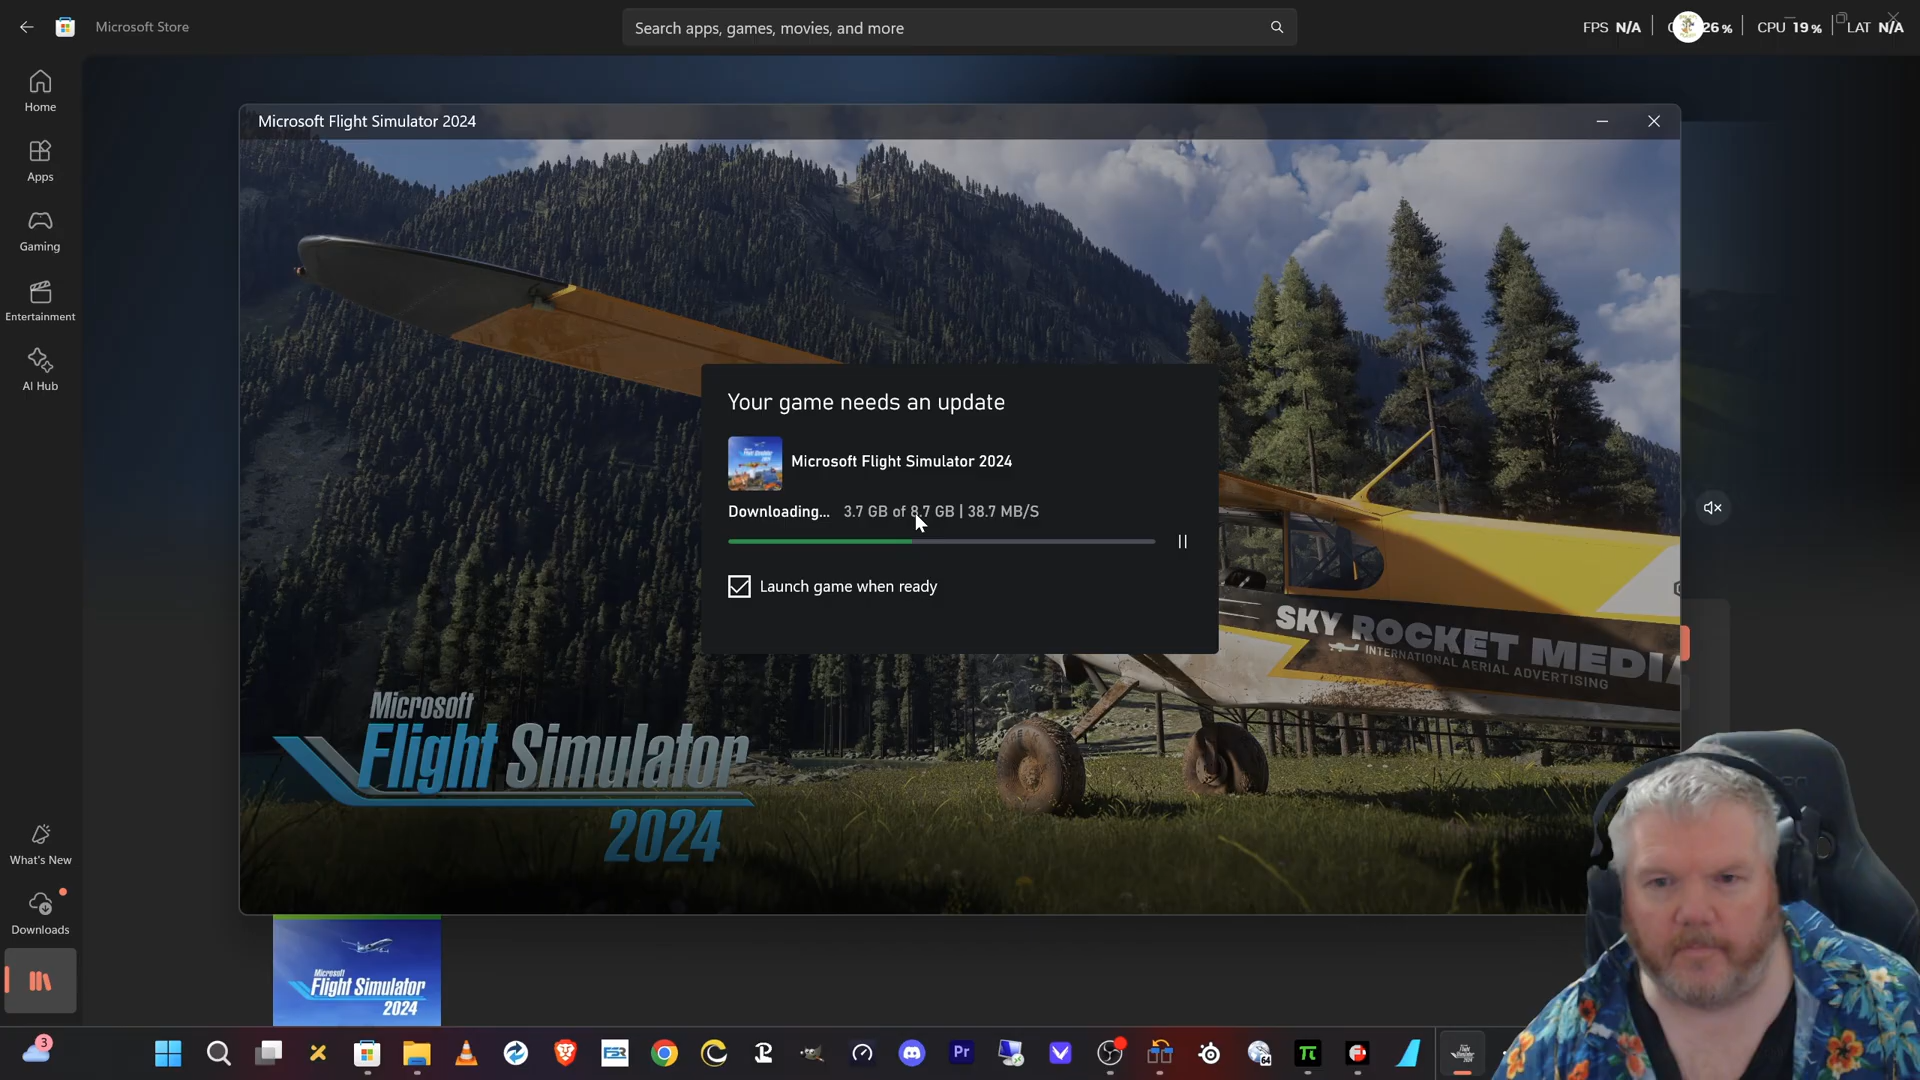 Microsoft Store
Search apps, games, movies, and more
FPS N/A
26 %
CPU 19 %
LAT N/A
Home
Apps
Gaming
Entertainment
AI Hub
What's New
Downloads
Microsoft Flight Simulator 2024
Your game needs an update
Microsoft Flight Simulator 2024
Downloading... 3.7 GB of 8.7 GB | 38.7 MB/S
Launch game when ready
SKY ROCKET MEDIA
INTERNATIONAL AERIAL ADVERTISING
Microsoft
Flight Simulator
2024
Microsoft
Flight Simulator
2024
3
FSR
Pr
64